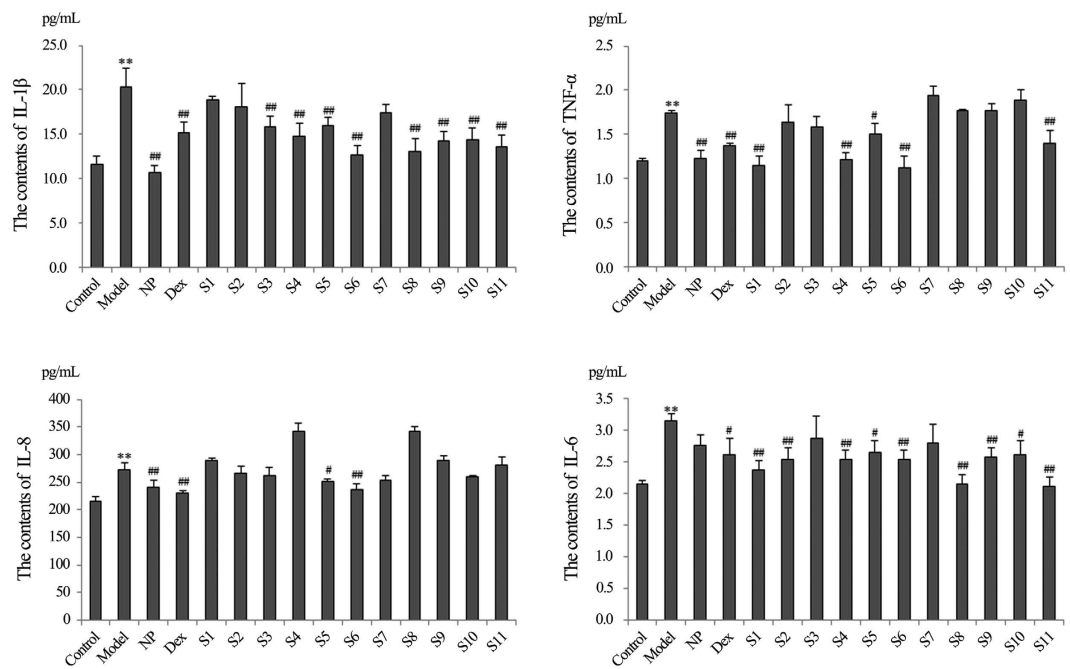 pg/mL
The contents of IL-1β
25.0
20.0
15.0
10.0
5.0
0.0
** ## ## ## ## ## ## ## ## ## ##
Control Model NP Dex S1 S2 S3 S4 S5 S6 S7 S8 S9 S10 S11
pg/mL
The contents of TNF-α
2.5
2.0
1.5
1.0
0.5
0.0
** ## ## ## ## # ## ##
Control Model NP Dex S1 S2 S3 S4 S5 S6 S7 S8 S9 S10 S11
pg/mL
The contents of IL-8
400
350
300
250
200
150
100
50
0
** ## ## # ##
Control Model NP Dex S1 S2 S3 S4 S5 S6 S7 S8 S9 S10 S11
pg/mL
The contents of IL-6
3.5
3.0
2.5
2.0
1.5
1.0
0.5
0.0
** # ## ## ## # ## ## ## # ##
Control Model NP Dex S1 S2 S3 S4 S5 S6 S7 S8 S9 S10 S11